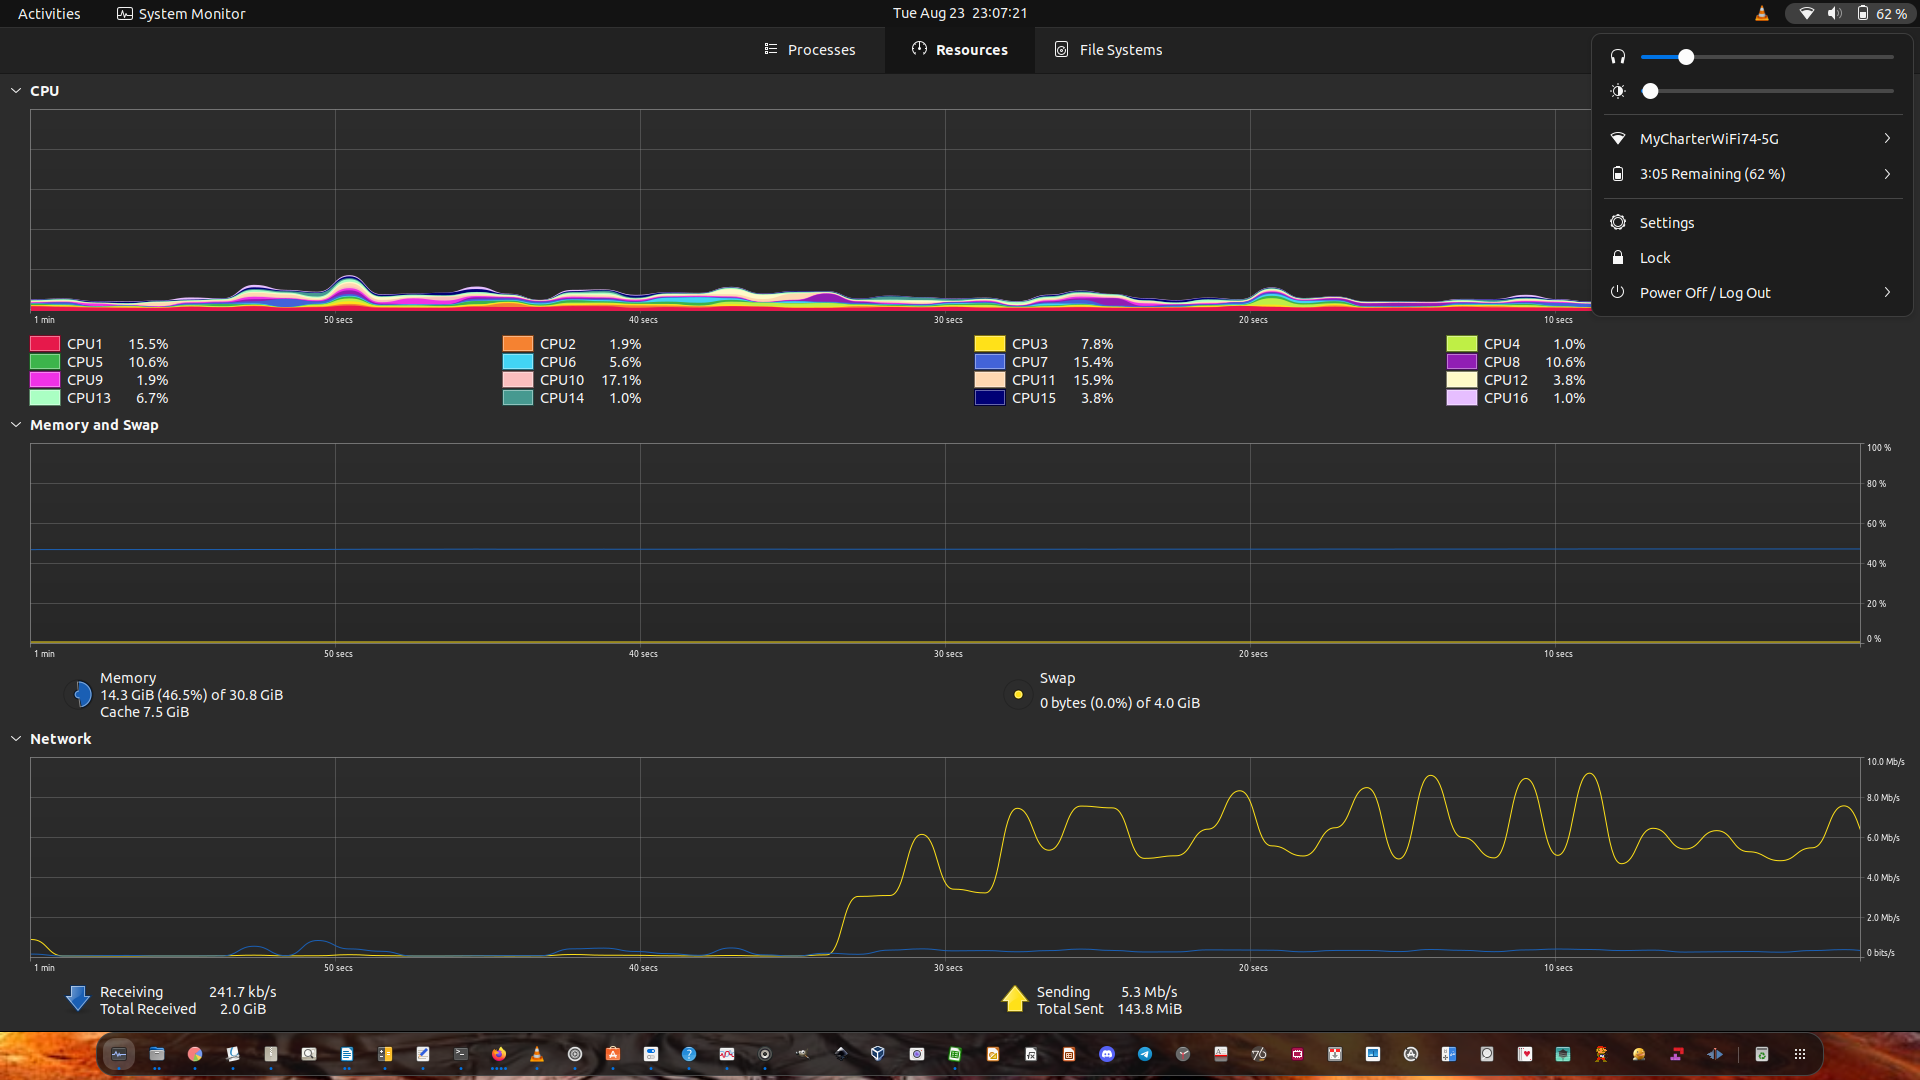 Activities
System Monitor
Tue Aug 23 23:07:21
62 %
Processes
Resources
File Systems
MyCharterWiFi74-5G
3:05 Remaining (62 %)
Settings
Lock
Power Off / Log Out
CPU
1 min 50 secs 40 secs 30 secs 20 secs 10 secs
CPU1 15.5% CPU2 1.9% CPU3 7.8% CPU4 1.0%
CPU5 10.6% CPU6 5.6% CPU7 15.4% CPU8 10.6%
CPU9 1.9% CPU10 17.1% CPU11 15.9% CPU12 3.8%
CPU13 6.7% CPU14 1.0% CPU15 3.8% CPU16 1.0%
Memory and Swap
100 %
80 %
60 %
40 %
20 %
0 %
1 min 50 secs 40 secs 30 secs 20 secs 10 secs
Memory
14.3 GiB (46.5%) of 30.8 GiB
Cache 7.5 GiB
Swap
0 bytes (0.0%) of 4.0 GiB
Network
10.0 Mb/s
8.0 Mb/s
6.0 Mb/s
4.0 Mb/s
2.0 Mb/s
0 bits/s
1 min 50 secs 40 secs 30 secs 20 secs 10 secs
Receiving 241.7 kb/s
Total Received 2.0 GiB
Sending 5.3 Mb/s
Total Sent 143.8 MiB
76